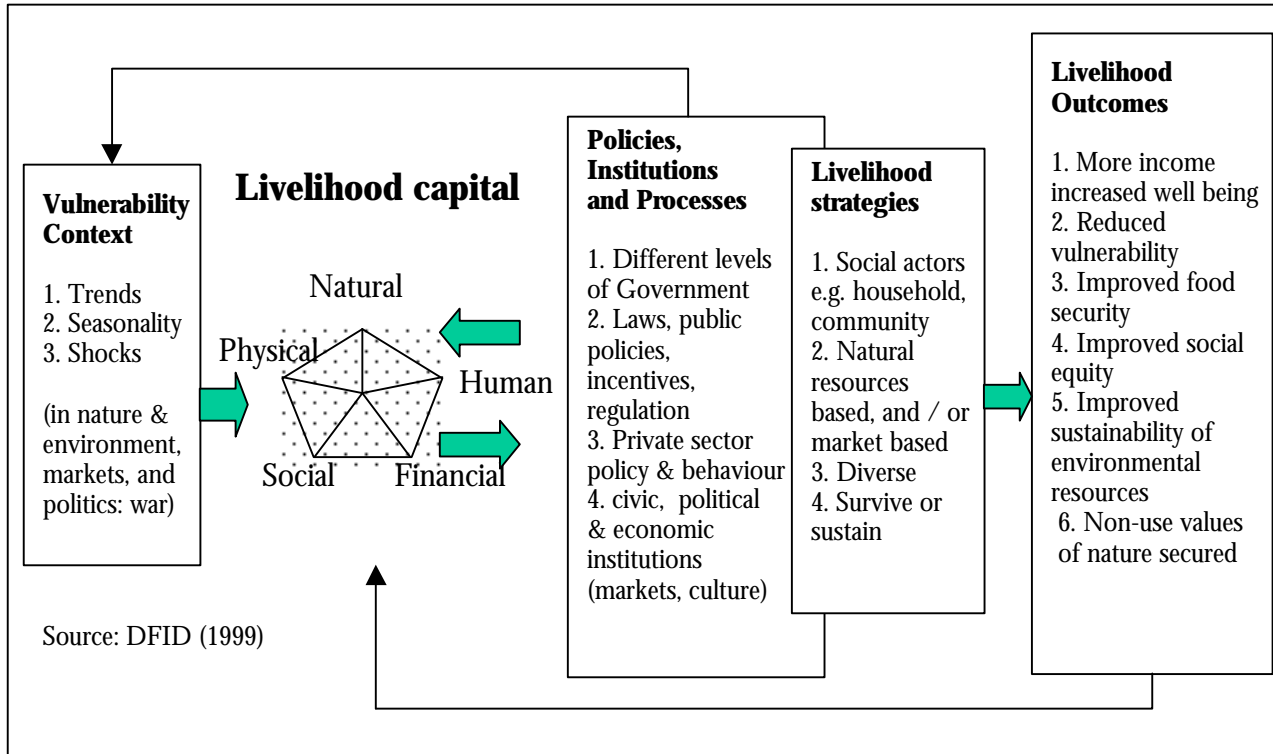 Vulnerability
Context
1. Trends
2. Seasonality
3. Shocks
(in nature &
environment,
markets, and
politics: war)
Source: DFID (1999)
Livelihood capital
Natural
Physical
Human
Social
Financial
Policies,
Institutions
and Processes
1. Different levels
of Government
2. Laws, public
policies,
incentives,
regulation
3. Private sector
policy & behaviour
4. civic, political
& economic
institutions
(markets, culture)
Livelihood
strategies
1. Social actors
e.g. household,
community
2. Natural
resources
based, and / or
market based
3. Diverse
4. Survive or
sustain
Livelihood
Outcomes
1. More income
increased well being
2. Reduced
vulnerability
3. Improved food
security
4. Improved social
equity
5. Improved
sustainability of
environmental
resources
6. Non-use values
of nature secured